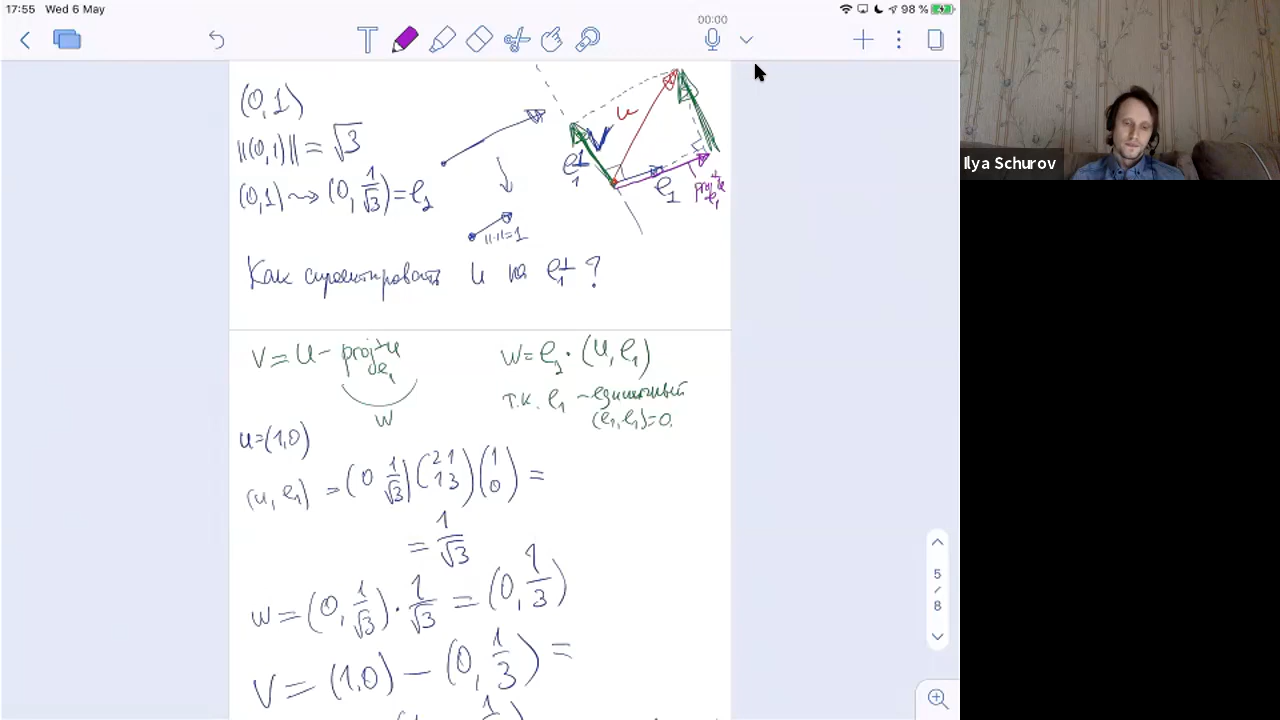 17:55 Wed 6 May
98 %
00:00
(0,1)
||(0,1)|| = √3
(0,1) ⇝ (0, 1/√3) = e₁
||·||=1
u
V
e₁^⊥
e₁
proj u e₁
Как спроектировать u на e₁^⊥ ?
V = u − proj u e₁
w
w = e₁ · (u, e₁)
т.к. e₁ − единичный
(e₁, e₁)=0.
u=(1,0)
(u, e₁) = (0 1/√3) (2 1 1 3) (1 0) =
= 1/√3
w = (0, 1/√3) · 1/√3 = (0, 1/3)
V = (1,0) − (0, 1/3) =
5
/
8
Ilya Schurov